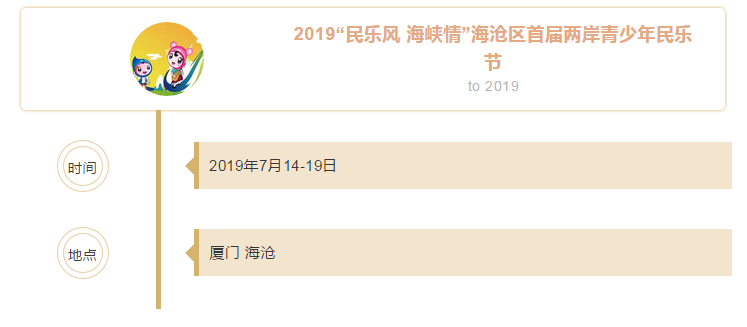 2019“民乐风 海峡情”海沧区首届两岸青少年民乐
节
to 2019
时间
2019年7月14-19日
地点
厦门 海沧